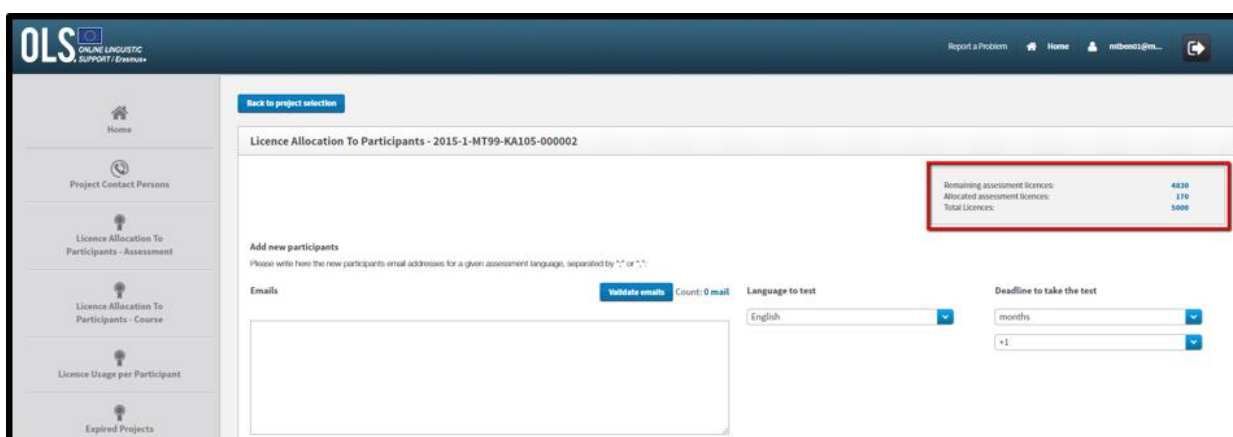 OLS ONLINE LINGUISTIC
SUPPORT / Erasmus+
Report a Problem Home mtben01@m...
Home
Project Contact Persons
Licence Allocation To
Participants - Assessment
Licence Allocation To
Participants - Course
Licence Usage per Participant
Expired Projects
Back to project selection
Licence Allocation To Participants - 2015-1-MT99-KA105-000002
Remaining assessment licences: 4830
Allocated assessment licences: 170
Total Licences: 5000
Add new participants
Please write here the new participants email addresses for a given assessment language, separated by ";" or ",":
Emails Validate emails Count: 0 mail Language to test Deadline to take the test
English months
+1